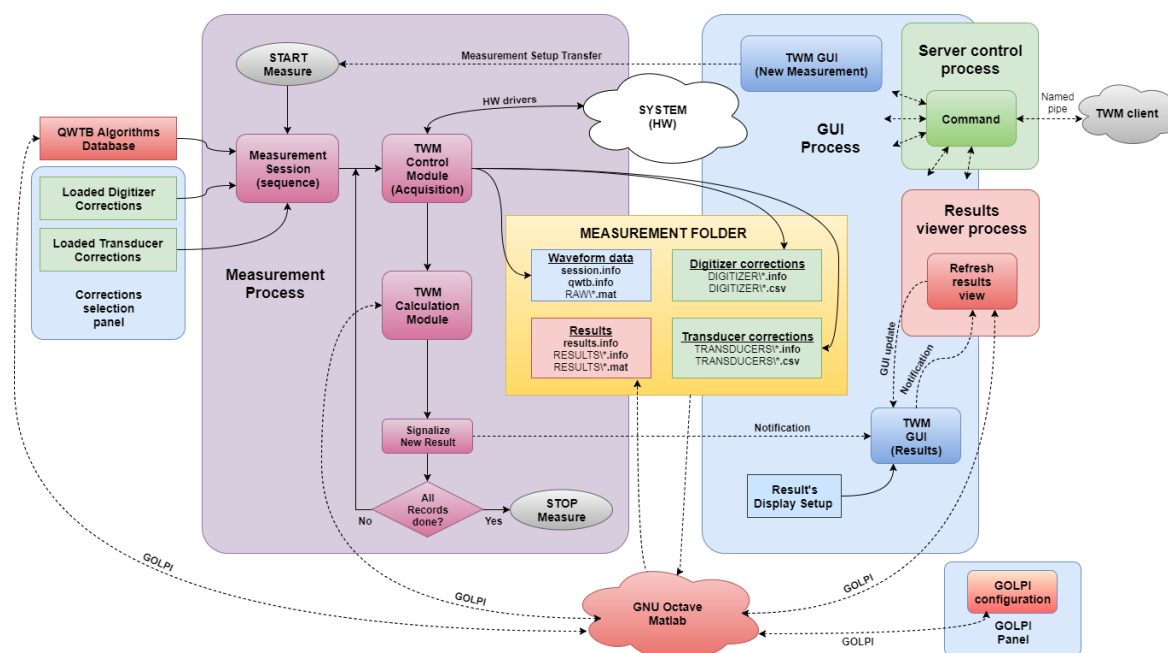 START
Measure
Measurement Setup Transfer
TWM GUI
(New Measurement)
Server control
process
Command
Named
pipe
TWM client
HW drivers
SYSTEM
(HW)
GUI
Process
QWTB Algorithms
Database
Loaded Digitizer
Corrections
Loaded Transducer
Corrections
Corrections
selection
panel
Measurement
Session
(sequence)
TWM
Control
Module
(Acquisition)
Measurement
Process
TWM
Calculation
Module
MEASUREMENT FOLDER
Waveform data
session.info
qwtb.info
RAW\*.mat
Digitizer corrections
DIGITIZER\*.info
DIGITIZER\*.csv
Results
results.info
RESULTS\*.info
RESULTS\*.mat
Transducer corrections
TRANSDUCERS\*.info
TRANSDUCERS\*.csv
Results
viewer process
Refresh
results
view
GUI update
Notification
Signalize
New Result
Notification
TWM
GUI
(Results)
Result's
Display Setup
All
Records
done?
No
Yes
STOP
Measure
GOLPI
GOLPI
GOLPI
GNU Octave
Matlab
GOLPI
GOLPI
configuration
GOLPI
Panel